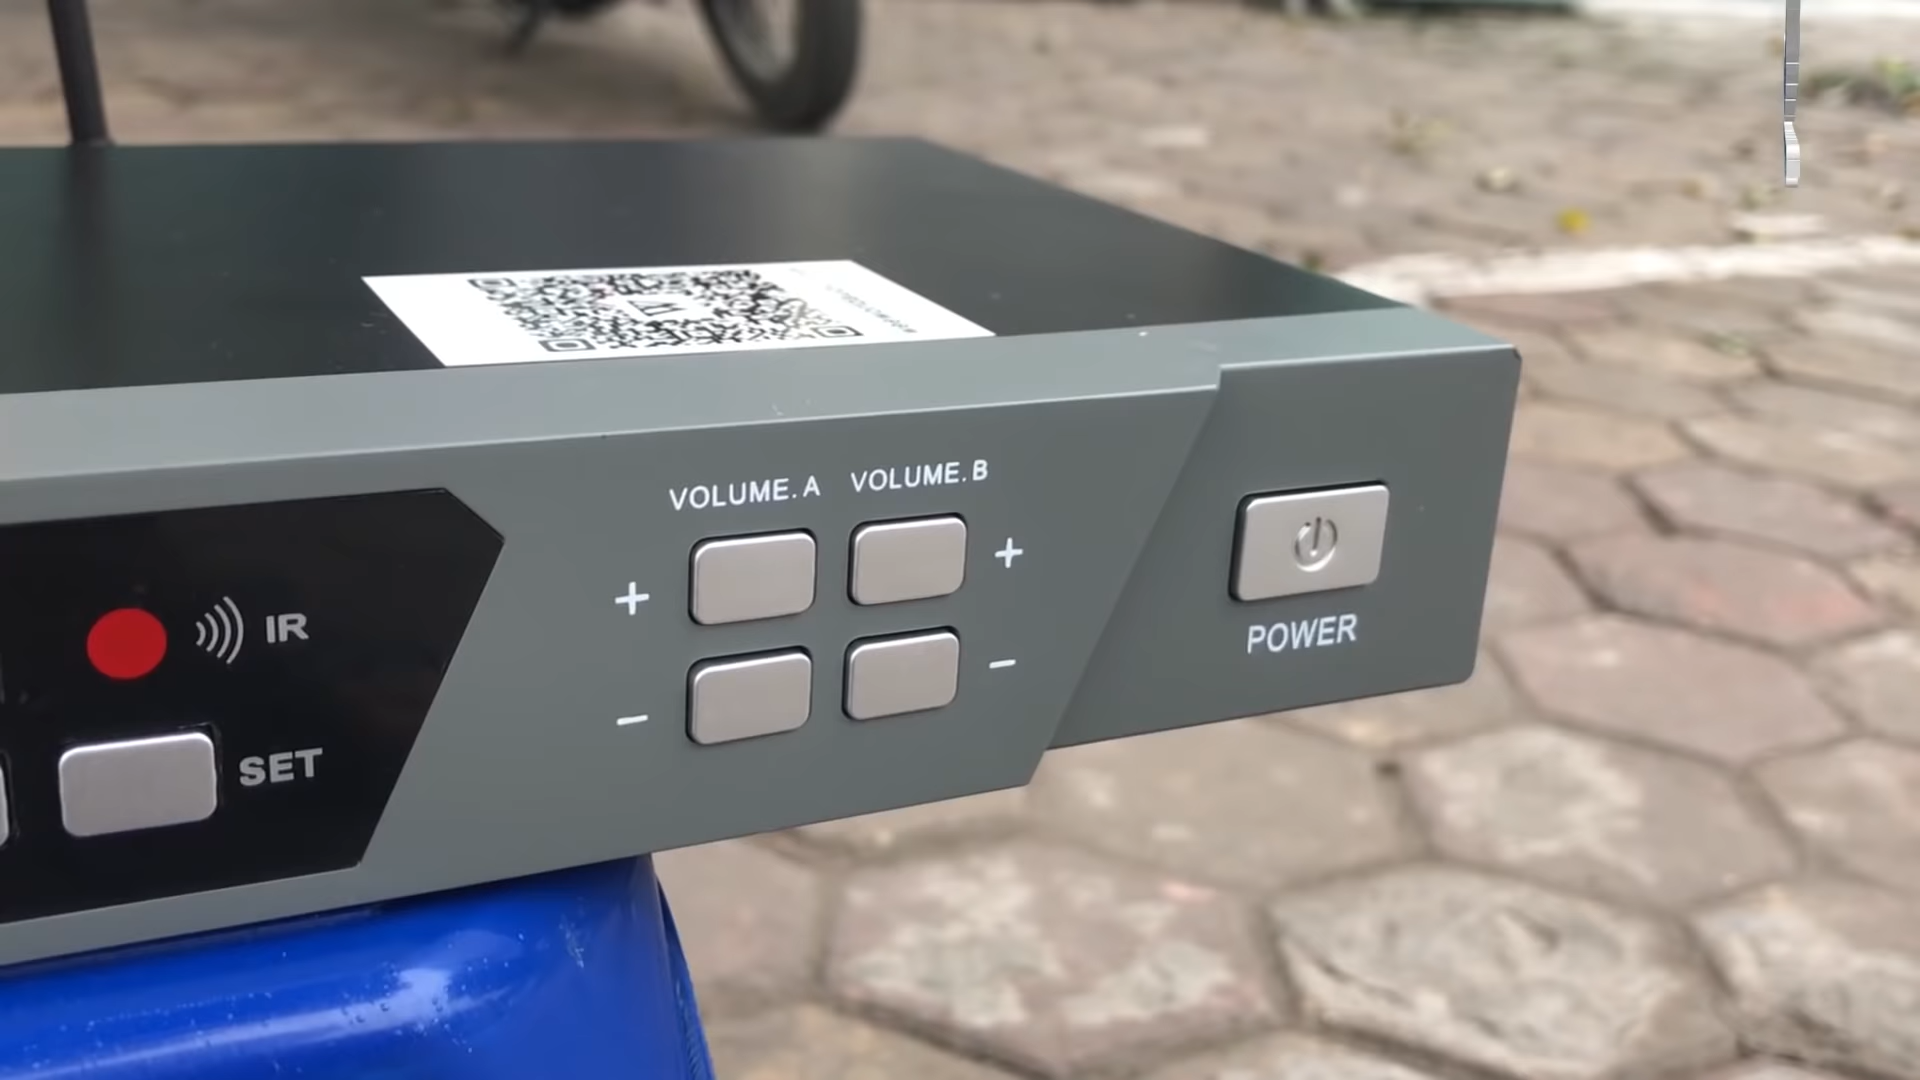 VOLUME. A VOLUME. B
+ +
- -
IR
SET
POWER